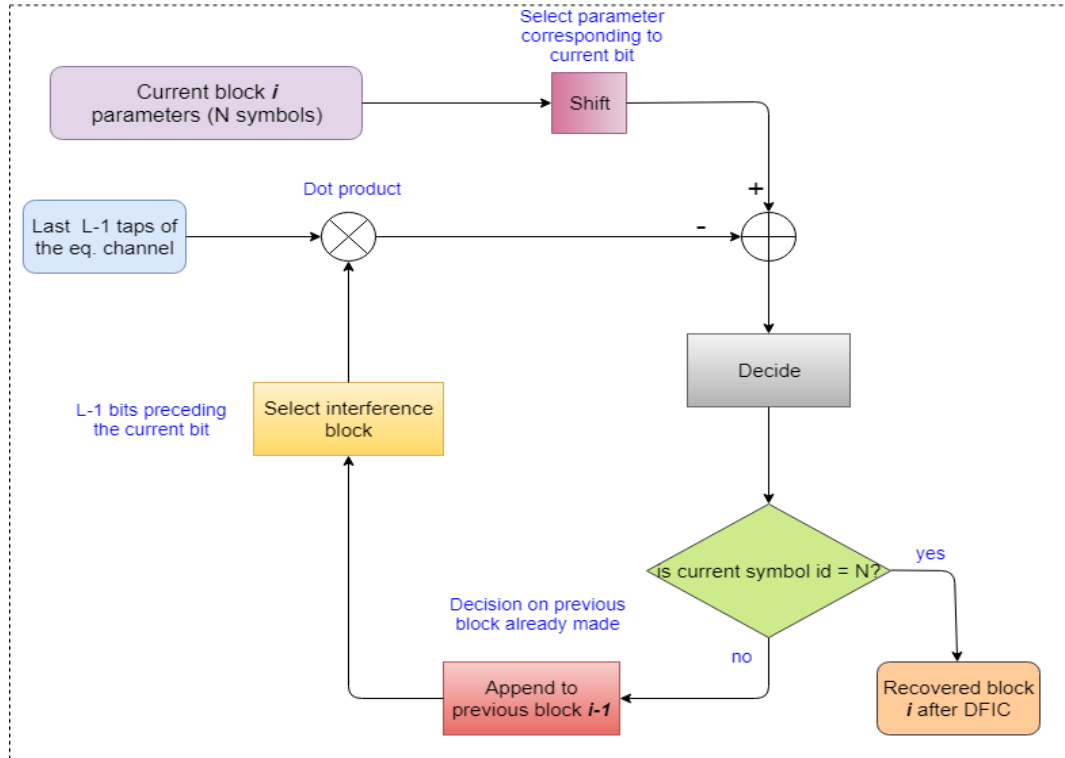 Select parameter
corresponding to
current bit
Current block i
parameters (N symbols)
Shift
+
Dot product
Last L-1 taps of
the eq. channel
-
Decide
L-1 bits preceding
the current bit
Select interference
block
is current symbol id = N?
yes
Decision on previous
block already made
no
Append to
previous block i-1
Recovered block
i after DFIC